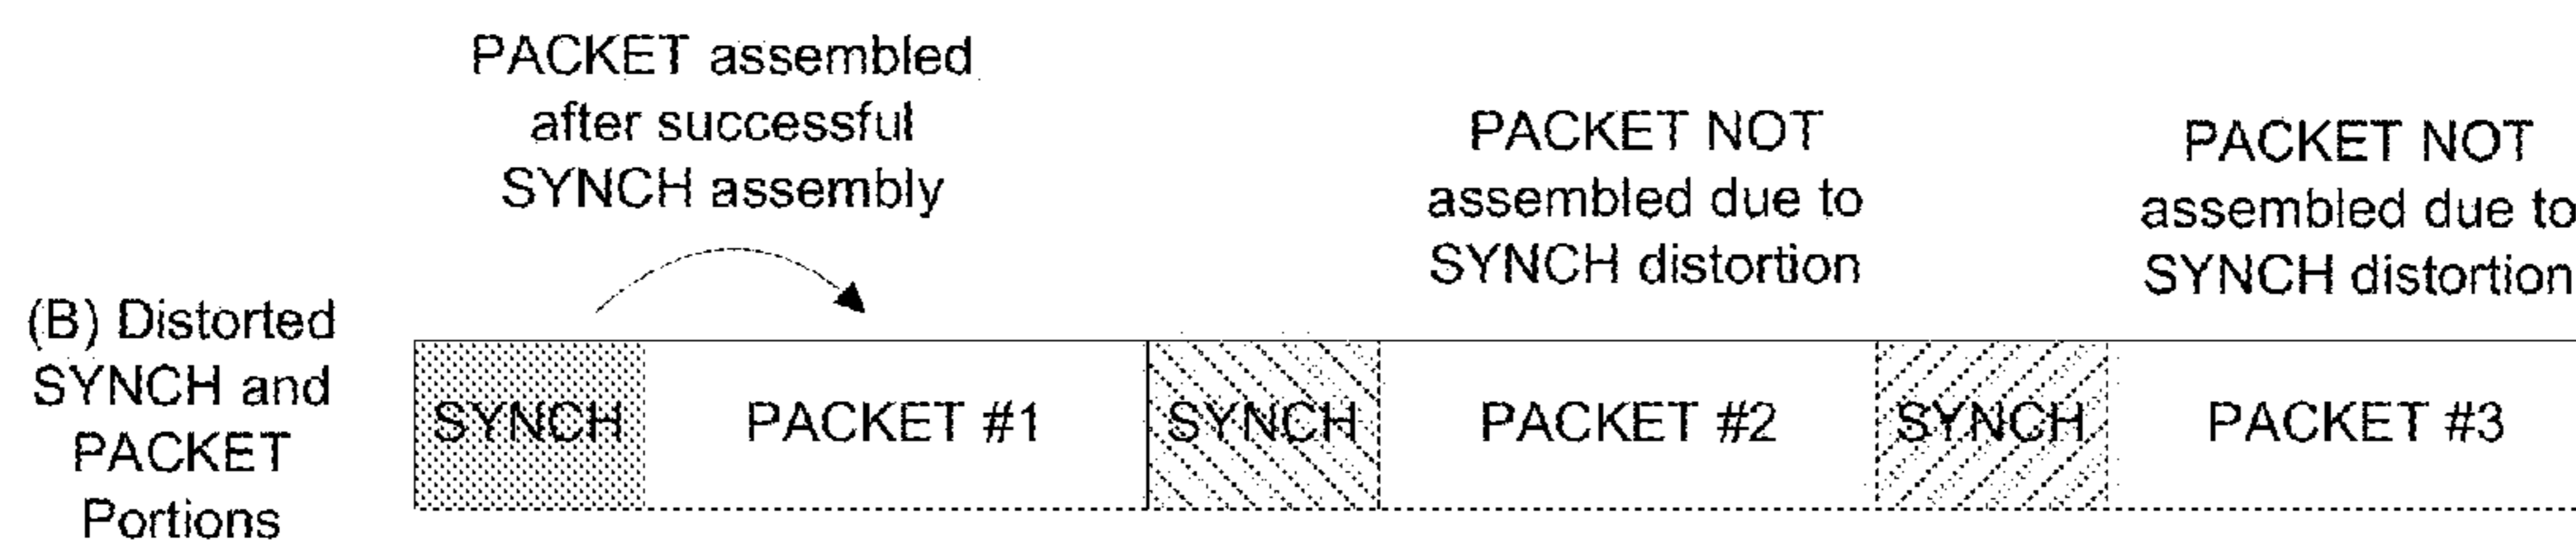 PACKET assembled
after successful
SYNCH assembly
PACKET NOT
assembled due to
SYNCH distortion
PACKET NOT
assembled due to
SYNCH distortion
(B) Distorted
SYNCH and
PACKET
Portions
SYNCH PACKET #1 SYNCH PACKET #2 SYNCH PACKET #3